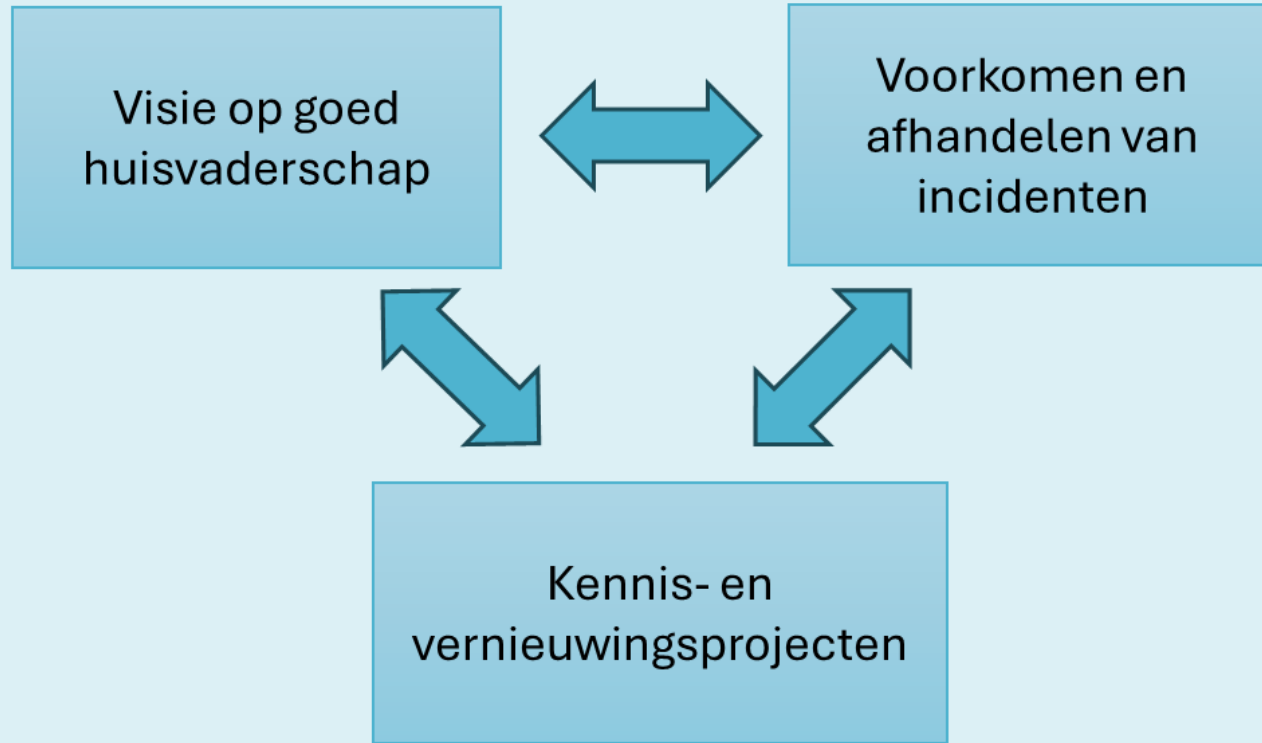 Visie op goed
huisvaderschap
Voorkomen en
afhandelen van
incidenten
Kennis- en
vernieuwingsprojecten